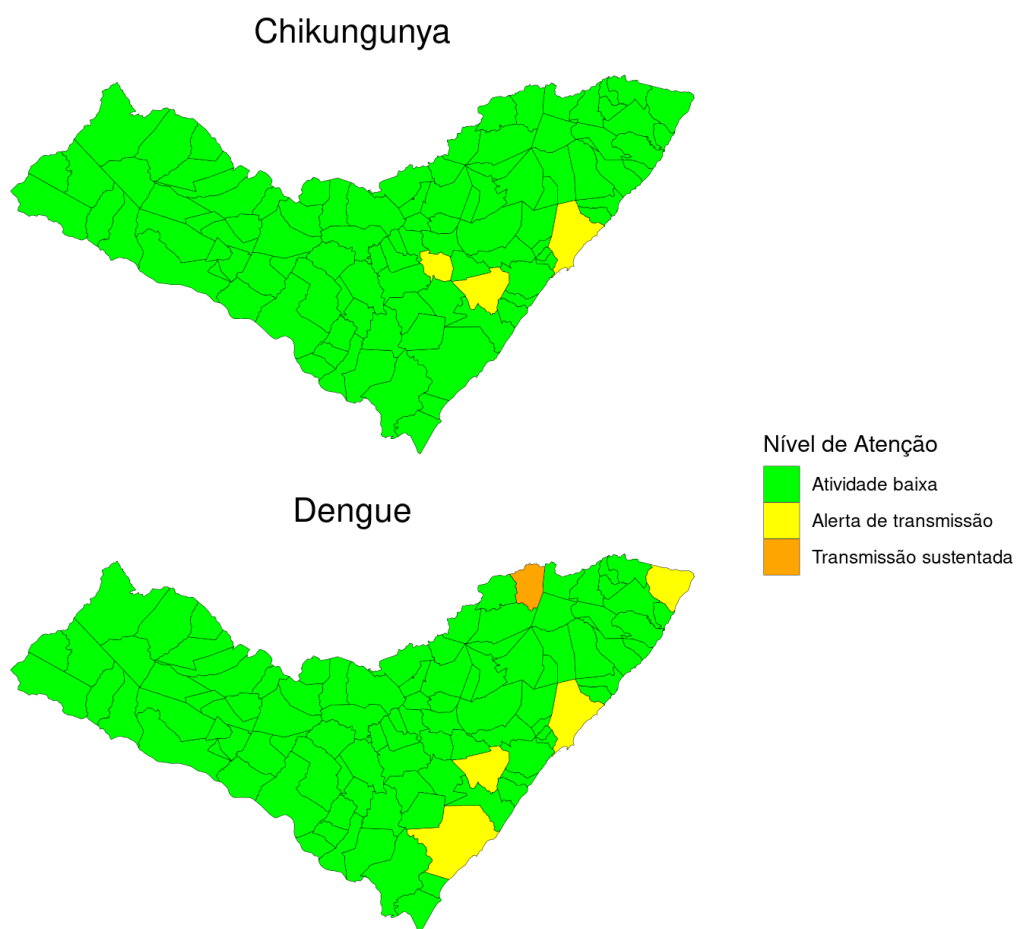 Chikungunya
Nível de Atenção
Atividade baixa
Alerta de transmissão
Transmissão sustentada
Dengue